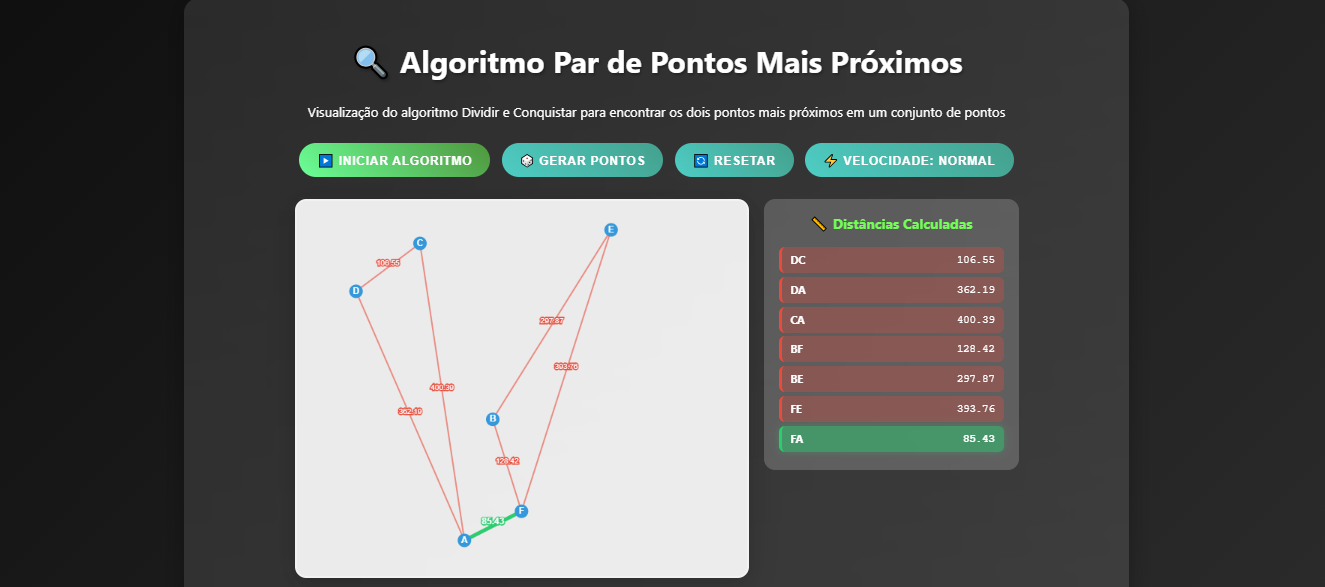 🔍 Algoritmo Par de Pontos Mais Próximos
Visualização do algoritmo Dividir e Conquistar para encontrar os dois pontos mais próximos em um conjunto de pontos
▶️ INICIAR ALGORITMO
🎲 GERAR PONTOS
🔄 RESETAR
⚡ VELOCIDADE: NORMAL
C
E
106.55
D
297.87
393.76
400.39
362.19
B
128.42
F
85.43
A
📏 Distâncias Calculadas
DC 106.55
DA 362.19
CA 400.39
BF 128.42
BE 297.87
FE 393.76
FA 85.43